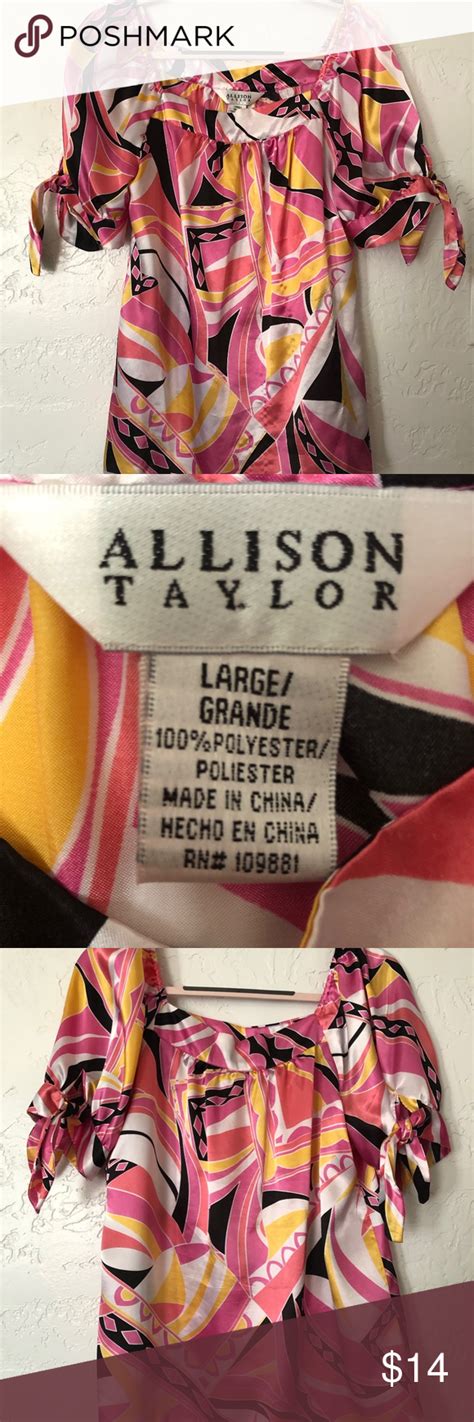 POSHMARK
ALLISON
TAYLOR
ALLISON
TAYLOR
LARGE/
GRANDE
100%POLYESTER/
POLIESTER
MADE IN CHINA/
HECHO EN CHINA
RN# 109881
$14